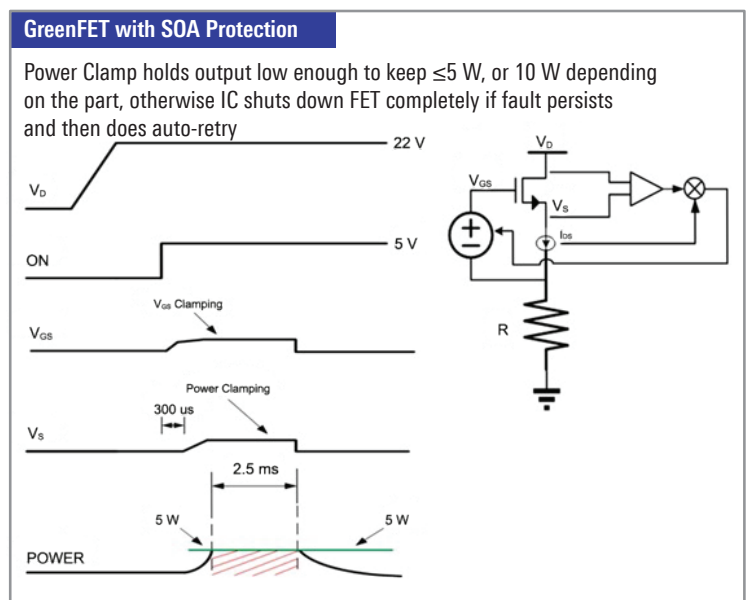 GreenFET with SOA Protection
Power Clamp holds output low enough to keep ≤5 W, or 10 W depending
on the part, otherwise IC shuts down FET completely if fault persists
and then does auto-retry
22 V
VD
5 V
ON
VGS Clamping
VGS
Power Clamping
300 us
VS
2.5 ms
5 W
5 W
POWER
VD
VGS
VS
IDS
R